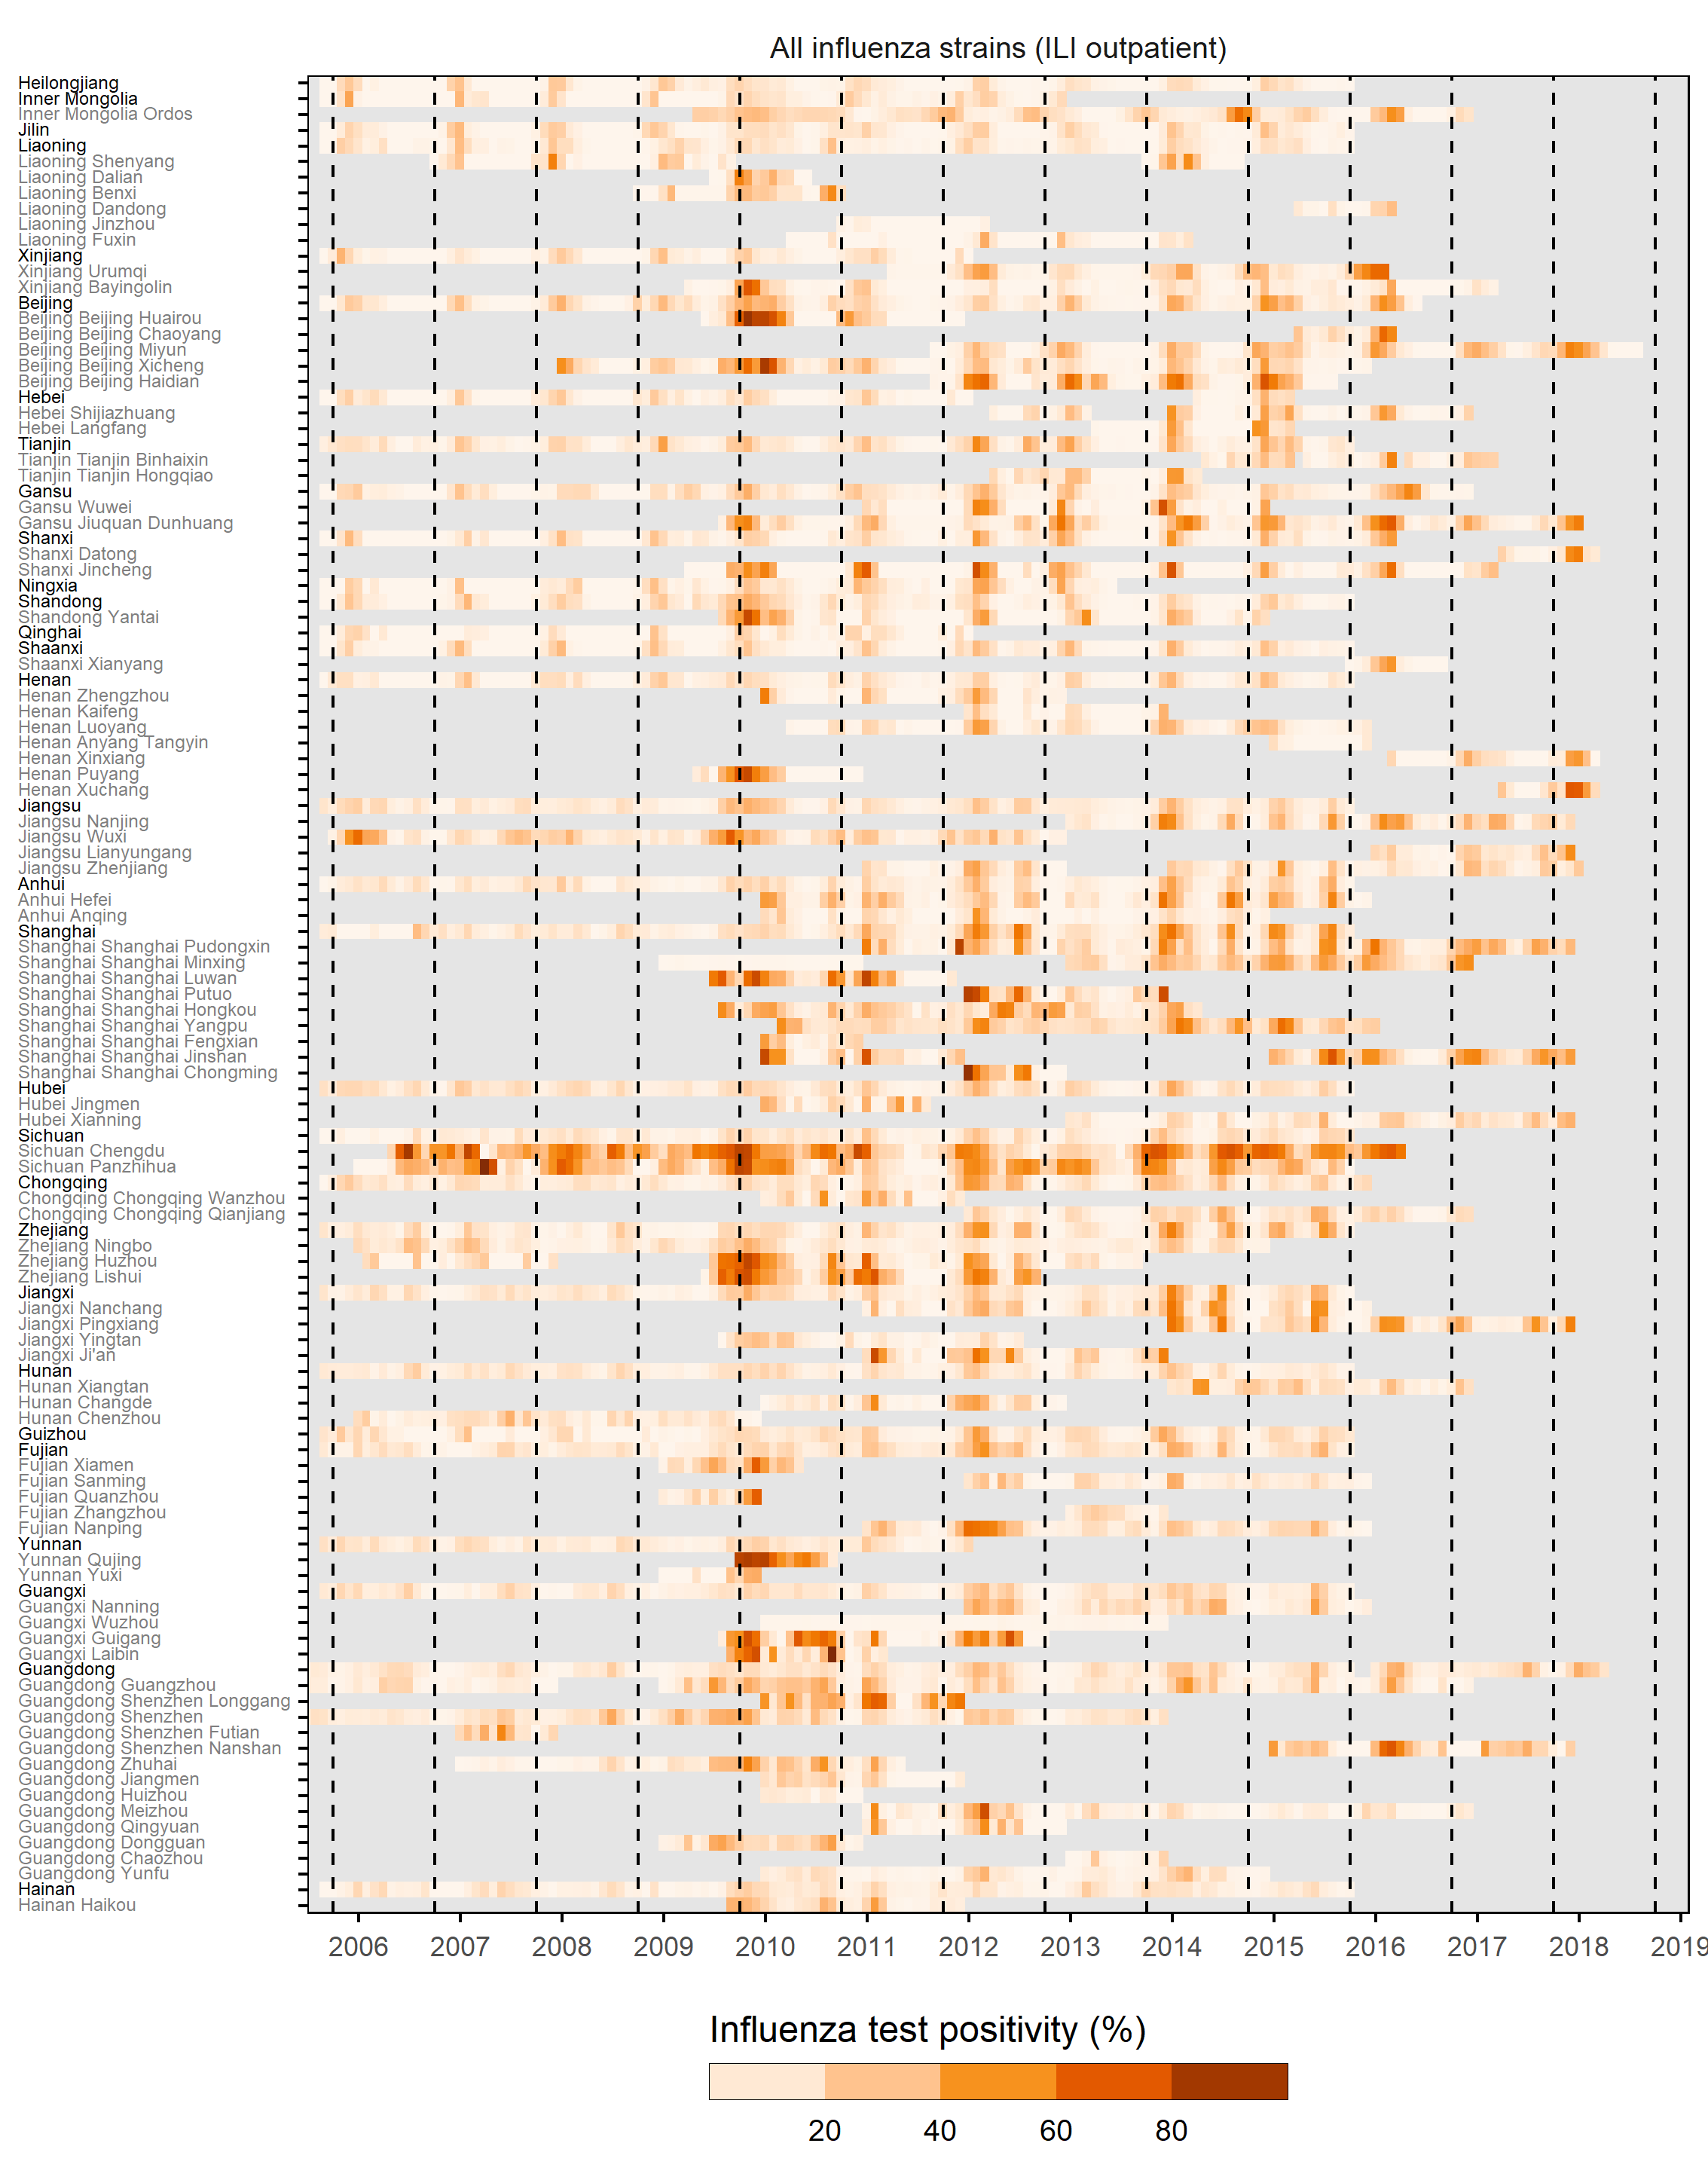 All influenza strains (ILI outpatient)
Heilongjiang
Inner Mongolia
Inner Mongolia Ordos
Jilin
Liaoning
Liaoning Shenyang
Liaoning Dalian
Liaoning Benxi
Liaoning Dandong
Liaoning Jinzhou
Liaoning Fuxin
Xinjiang
Xinjiang Urumqi
Xinjiang Bayingolin
Beijing
Beijing Beijing Huairou
Beijing Beijing Chaoyang
Beijing Beijing Miyun
Beijing Beijing Xicheng
Beijing Beijing Haidian
Hebei
Hebei Shijiazhuang
Hebei Langfang
Tianjin
Tianjin Tianjin Binhaixin
Tianjin Tianjin Hongqiao
Gansu
Gansu Wuwei
Gansu Jiuquan Dunhuang
Shanxi
Shanxi Datong
Shanxi Jincheng
Ningxia
Shandong
Shandong Yantai
Qinghai
Shaanxi
Shaanxi Xianyang
Henan
Henan Zhengzhou
Henan Kaifeng
Henan Luoyang
Henan Anyang Tangyin
Henan Xinxiang
Henan Puyang
Henan Xuchang
Jiangsu
Jiangsu Nanjing
Jiangsu Wuxi
Jiangsu Lianyungang
Jiangsu Zhenjiang
Anhui
Anhui Hefei
Anhui Anqing
Shanghai
Shanghai Shanghai Pudongxin
Shanghai Shanghai Minxing
Shanghai Shanghai Luwan
Shanghai Shanghai Putuo
Shanghai Shanghai Hongkou
Shanghai Shanghai Yangpu
Shanghai Shanghai Fengxian
Shanghai Shanghai Jinshan
Shanghai Shanghai Chongming
Hubei
Hubei Jingmen
Hubei Xianning
Sichuan
Sichuan Chengdu
Sichuan Panzhihua
Chongqing
Chongqing Chongqing Wanzhou
Chongqing Chongqing Qianjiang
Zhejiang
Zhejiang Ningbo
Zhejiang Huzhou
Zhejiang Lishui
Jiangxi
Jiangxi Nanchang
Jiangxi Pingxiang
Jiangxi Yingtan
Jiangxi Ji'an
Hunan
Hunan Xiangtan
Hunan Changde
Hunan Chenzhou
Guizhou
Fujian
Fujian Xiamen
Fujian Sanming
Fujian Quanzhou
Fujian Zhangzhou
Fujian Nanping
Yunnan
Yunnan Qujing
Yunnan Yuxi
Guangxi
Guangxi Nanning
Guangxi Wuzhou
Guangxi Guigang
Guangxi Laibin
Guangdong
Guangdong Guangzhou
Guangdong Shenzhen Longgang
Guangdong Shenzhen
Guangdong Shenzhen Futian
Guangdong Shenzhen Nanshan
Guangdong Zhuhai
Guangdong Jiangmen
Guangdong Huizhou
Guangdong Meizhou
Guangdong Qingyuan
Guangdong Dongguan
Guangdong Chaozhou
Guangdong Yunfu
Hainan
Hainan Haikou
2006 2007 2008 2009 2010 2011 2012 2013 2014 2015 2016 2017 2018 2019
Influenza test positivity (%)
20 40 60 80